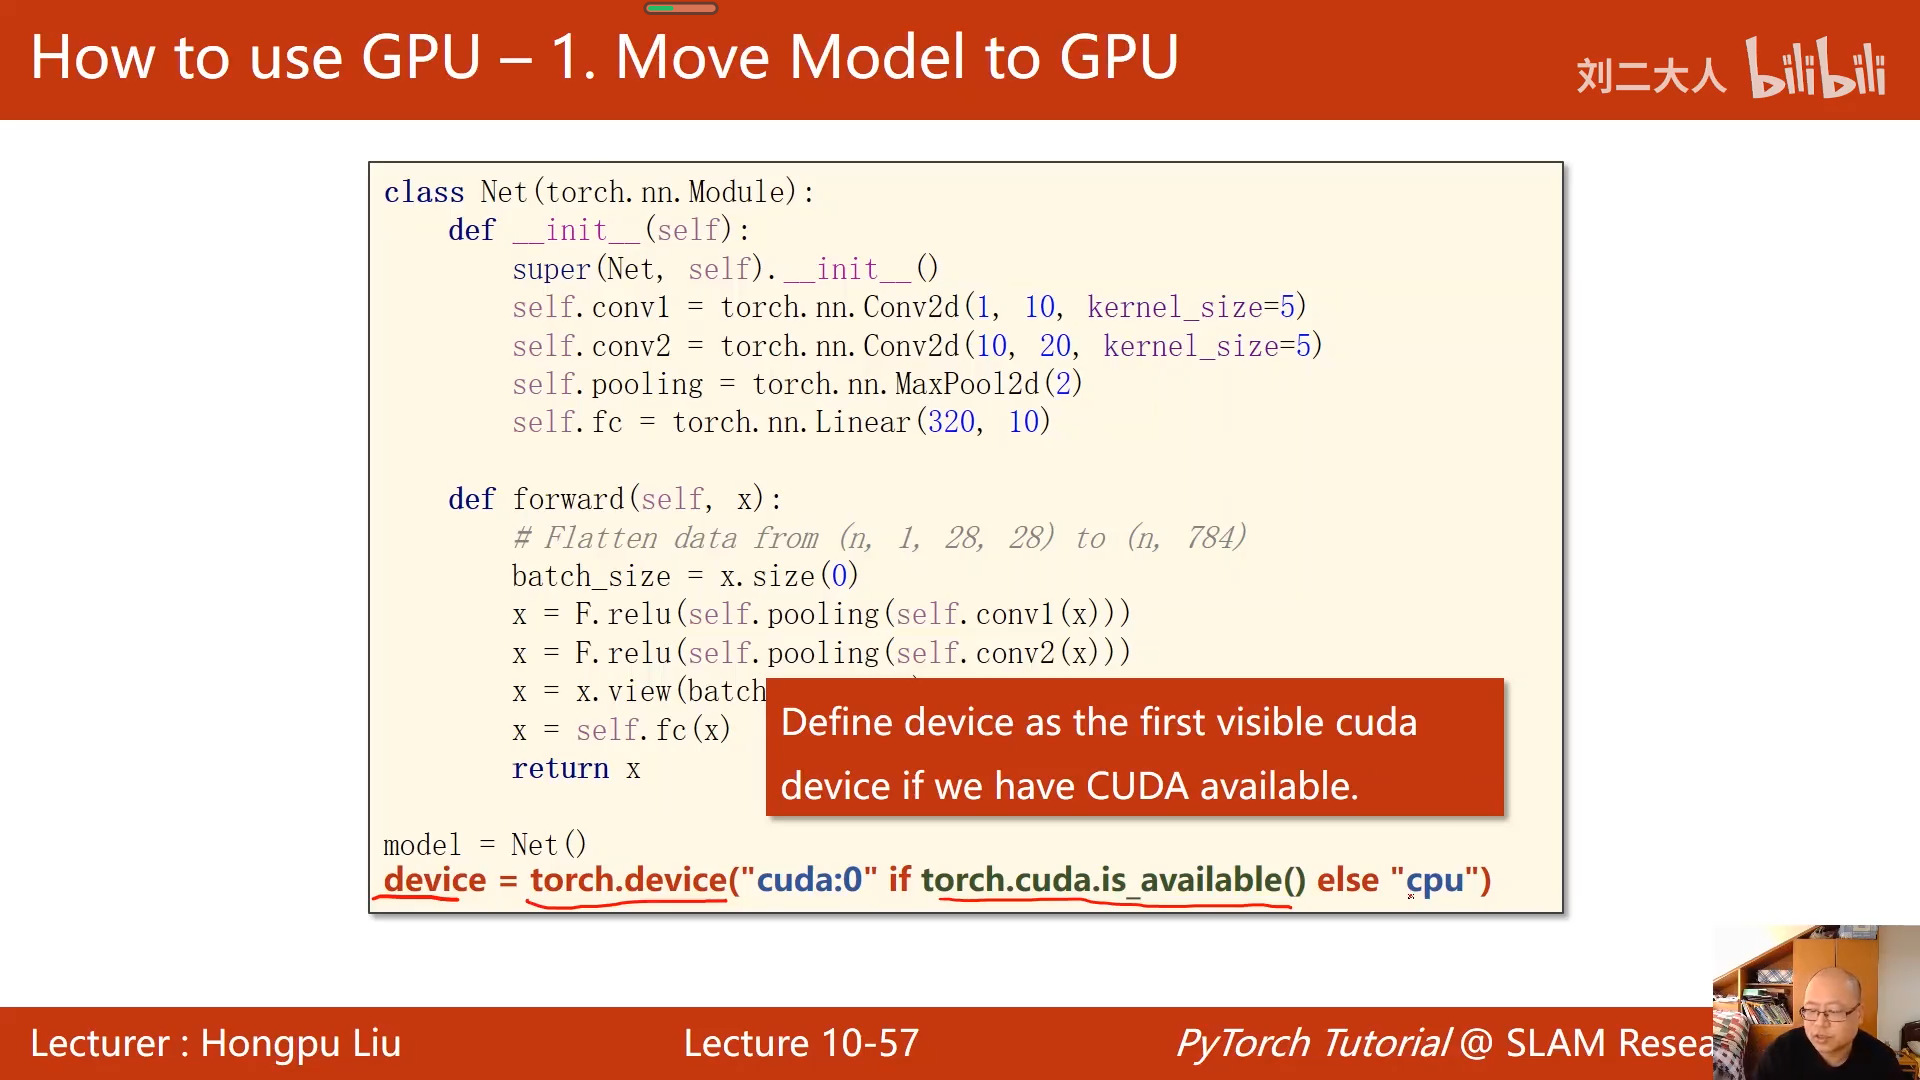 How to use GPU – 1. Move Model to GPU
刘二大人 bilibili
class Net(torch.nn.Module):
    def __init__(self):
        super(Net, self).__init__()
        self.conv1 = torch.nn.Conv2d(1, 10, kernel_size=5)
        self.conv2 = torch.nn.Conv2d(10, 20, kernel_size=5)
        self.pooling = torch.nn.MaxPool2d(2)
        self.fc = torch.nn.Linear(320, 10)
    def forward(self, x):
        # Flatten data from (n, 1, 28, 28) to (n, 784)
        batch_size = x.size(0)
        x = F.relu(self.pooling(self.conv1(x)))
        x = F.relu(self.pooling(self.conv2(x)))
        x = x.view(batch
        x = self.fc(x)
        return x
Define device as the first visible cuda
device if we have CUDA available.
model = Net()
device = torch.device("cuda:0" if torch.cuda.is_available() else "cpu")
Lecturer : Hongpu Liu
Lecture 10-57
PyTorch Tutorial @ SLAM Resea